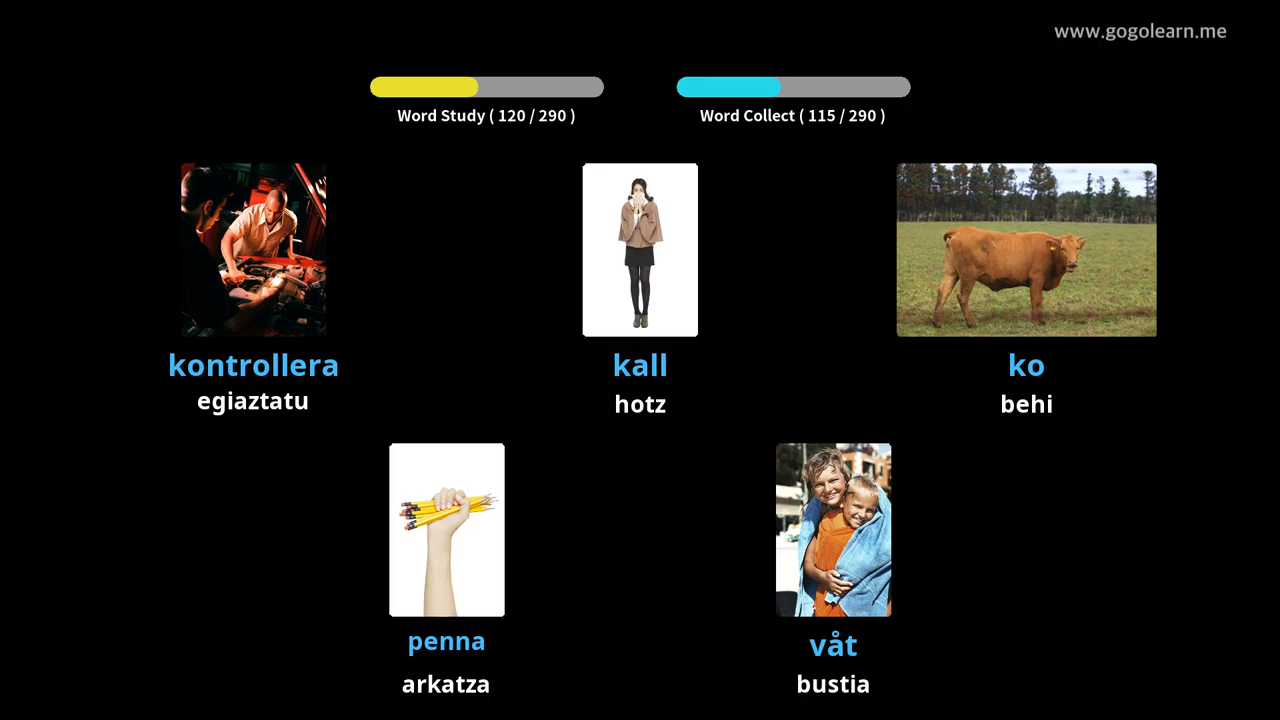 www.gogolearn.me
Word Study ( 120 / 290 )
Word Collect ( 115 / 290 )
kontrollera
egiaztatu
kall
hotz
ko
behi
penna
arkatza
våt
bustia